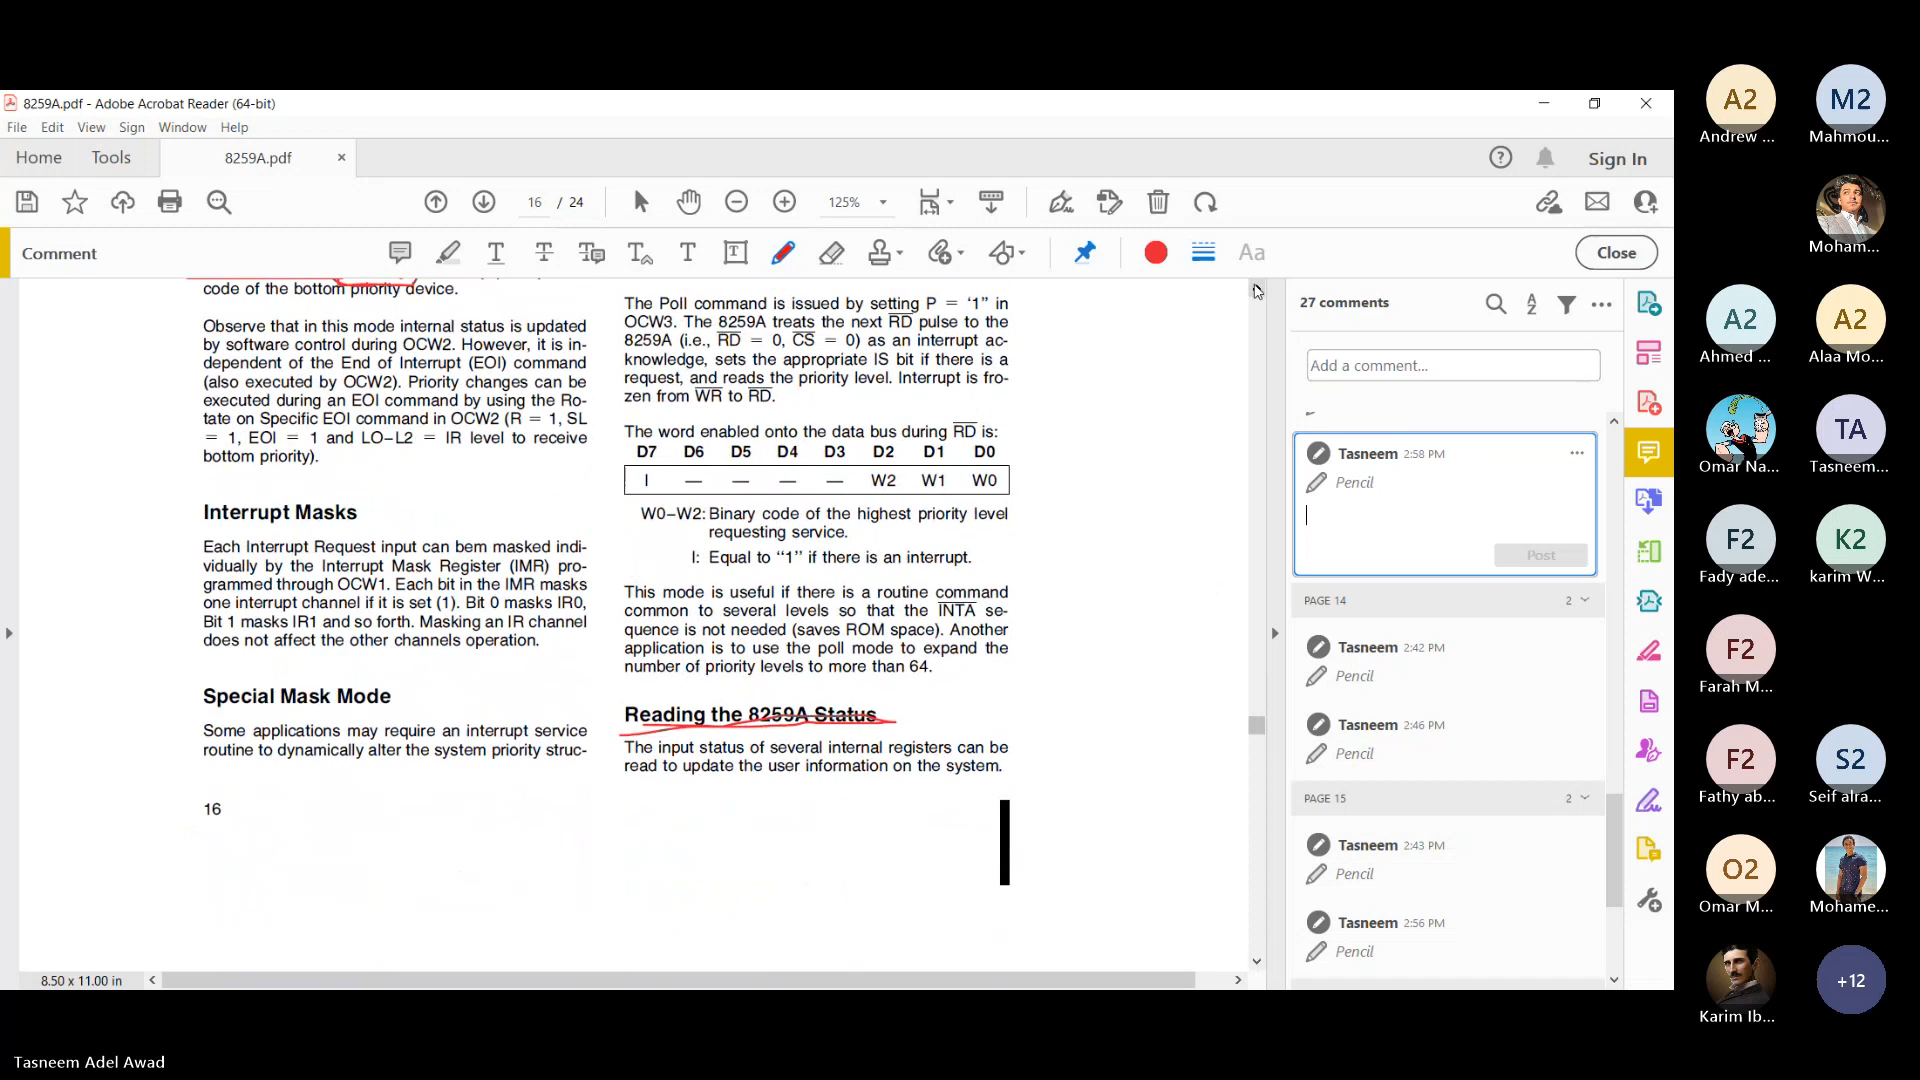 8259A.pdf - Adobe Acrobat Reader (64-bit)
File Edit View Sign Window Help
Home Tools 8259A.pdf × Sign In
16 / 24 125%
Comment
Aa
Close
code of the bottom priority device.
Observe that in this mode internal status is updated
by software control during OCW2. However, it is in-
dependent of the End of Interrupt (EOI) command
(also executed by OCW2). Priority changes can be
executed during an EOI command by using the Ro-
tate on Specific EOI command in OCW2 (R = 1, SL
= 1, EOI = 1 and LO–L2 = IR level to receive
bottom priority).
Interrupt Masks
Each Interrupt Request input can bem masked indi-
vidually by the Interrupt Mask Register (IMR) pro-
grammed through OCW1. Each bit in the IMR masks
one interrupt channel if it is set (1). Bit 0 masks IR0,
Bit 1 masks IR1 and so forth. Masking an IR channel
does not affect the other channels operation.
Special Mask Mode
Some applications may require an interrupt service
routine to dynamically alter the system priority struc-
16
The Poll command is issued by setting P = ‘1’’ in
OCW3. The 8259A treats the next RD pulse to the
8259A (i.e., RD = 0, CS = 0) as an interrupt ac-
knowledge, sets the appropriate IS bit if there is a
request, and reads the priority level. Interrupt is fro-
zen from WR to RD.
The word enabled onto the data bus during RD is:
D7 D6 D5 D4 D3 D2 D1 D0
I — — — — W2 W1 W0
W0–W2: Binary code of the highest priority level
requesting service.
I: Equal to ‘‘1’’ if there is an interrupt.
This mode is useful if there is a routine command
common to several levels so that the INTA se-
quence is not needed (saves ROM space). Another
application is to use the poll mode to expand the
number of priority levels to more than 64.
Reading the 8259A Status
The input status of several internal registers can be
read to update the user information on the system.
8.50 x 11.00 in
27 comments
Add a comment...
Tasneem 2:58 PM
Pencil
Post
PAGE 14 2
Tasneem 2:42 PM
Pencil
Tasneem 2:46 PM
Pencil
PAGE 15 2
Tasneem 2:43 PM
Pencil
Tasneem 2:56 PM
Pencil
A2 M2
Andrew ... Mahmou...
Moham...
A2 A2
Ahmed ... Alaa Mo...
TA
Omar Na... Tasneem...
F2 K2
Fady ade... karim W...
F2
Farah M...
F2 S2
Fathy ab... Seif alra...
O2
Omar M... Mohame...
+12
Karim Ib...
Tasneem Adel Awad